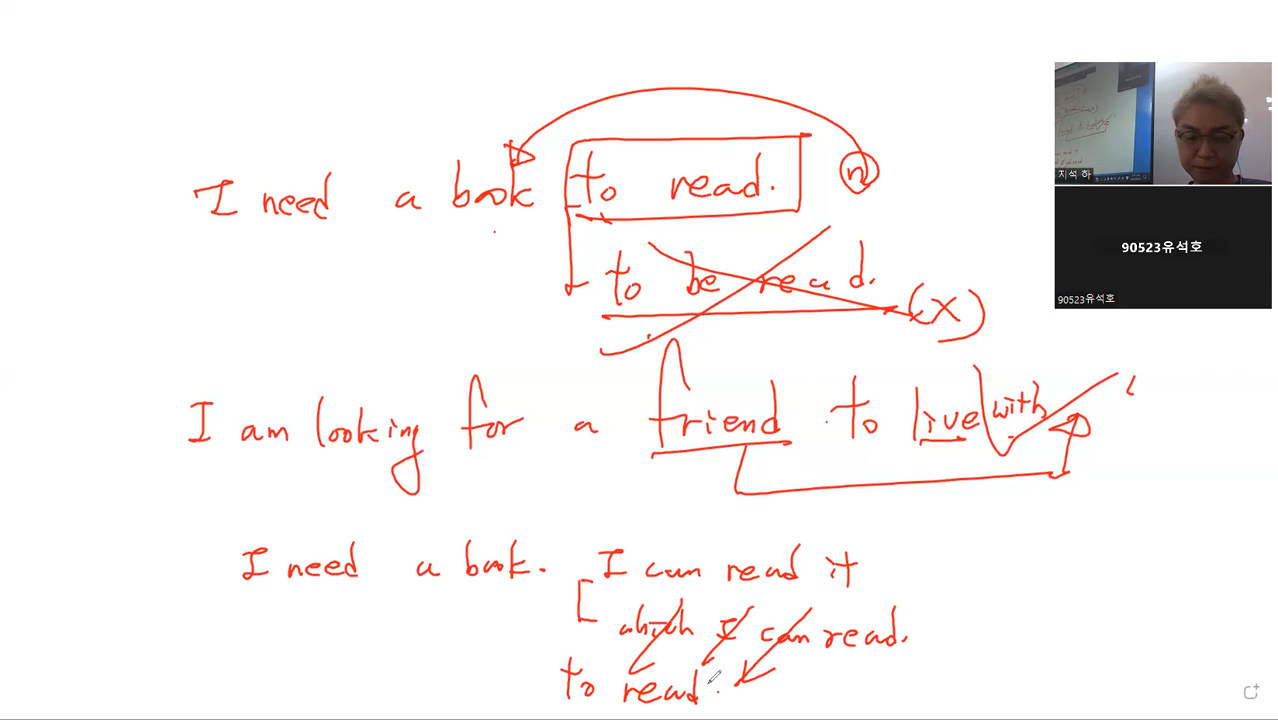 I need a book to read. n
to be read. (X)
I am looking for a friend to live with
I need a book. I can read it
which I can read.
to read.
지석 하
90523유석호
90523유석호